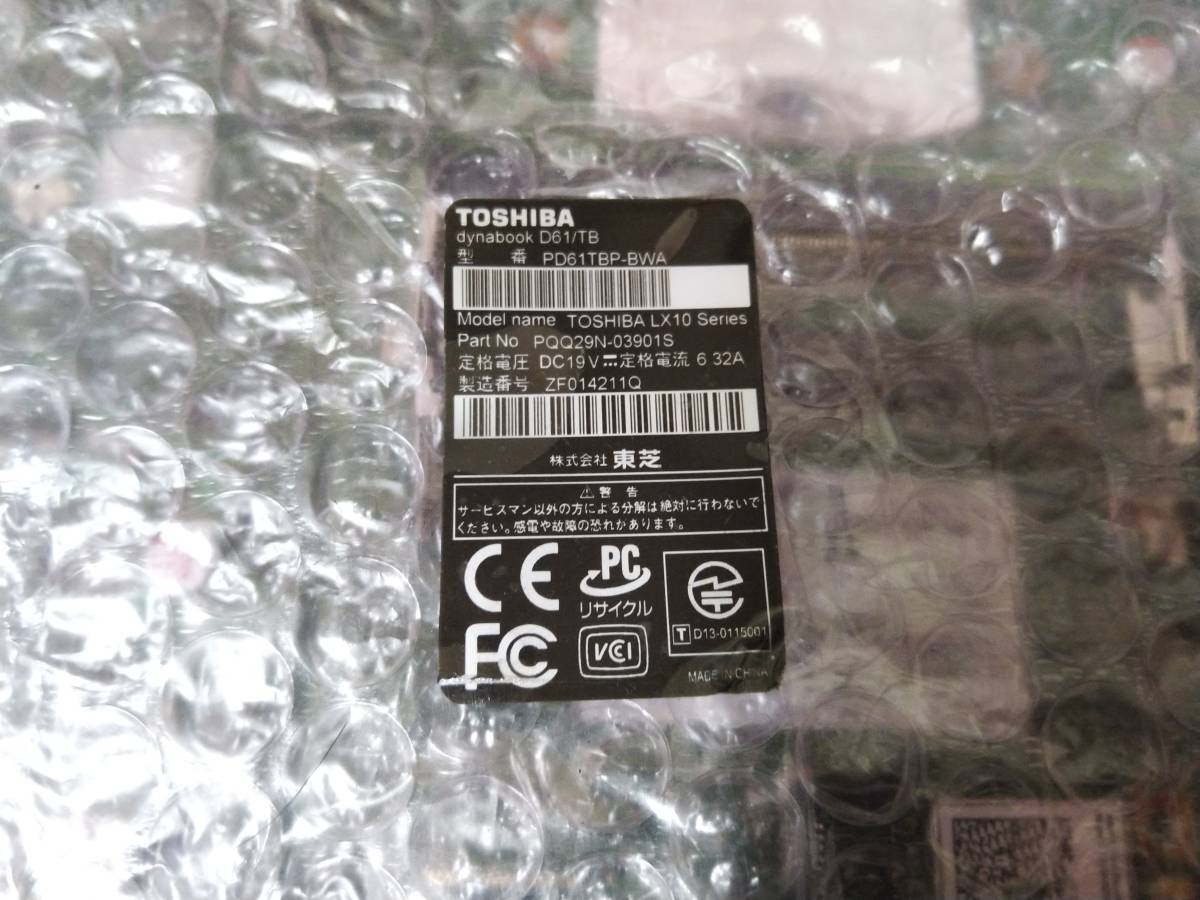 TOSHIBA
dynabook D61/TB
型 番 PD61TBP-BWA
Model name TOSHIBA LX10 Series
Part No PQQ29N-03901S
定格電圧 DC19V⎓定格電流 6.32A
製造番号 ZF014211Q
株式会社 東芝
⚠警 告
サービスマン以外の方による分解は絶対に行わないで
ください。感電や故障の恐れがあります。
CE
PC
リサイクル
FC
VCCI
T D13-0115001
MADE IN CHINA